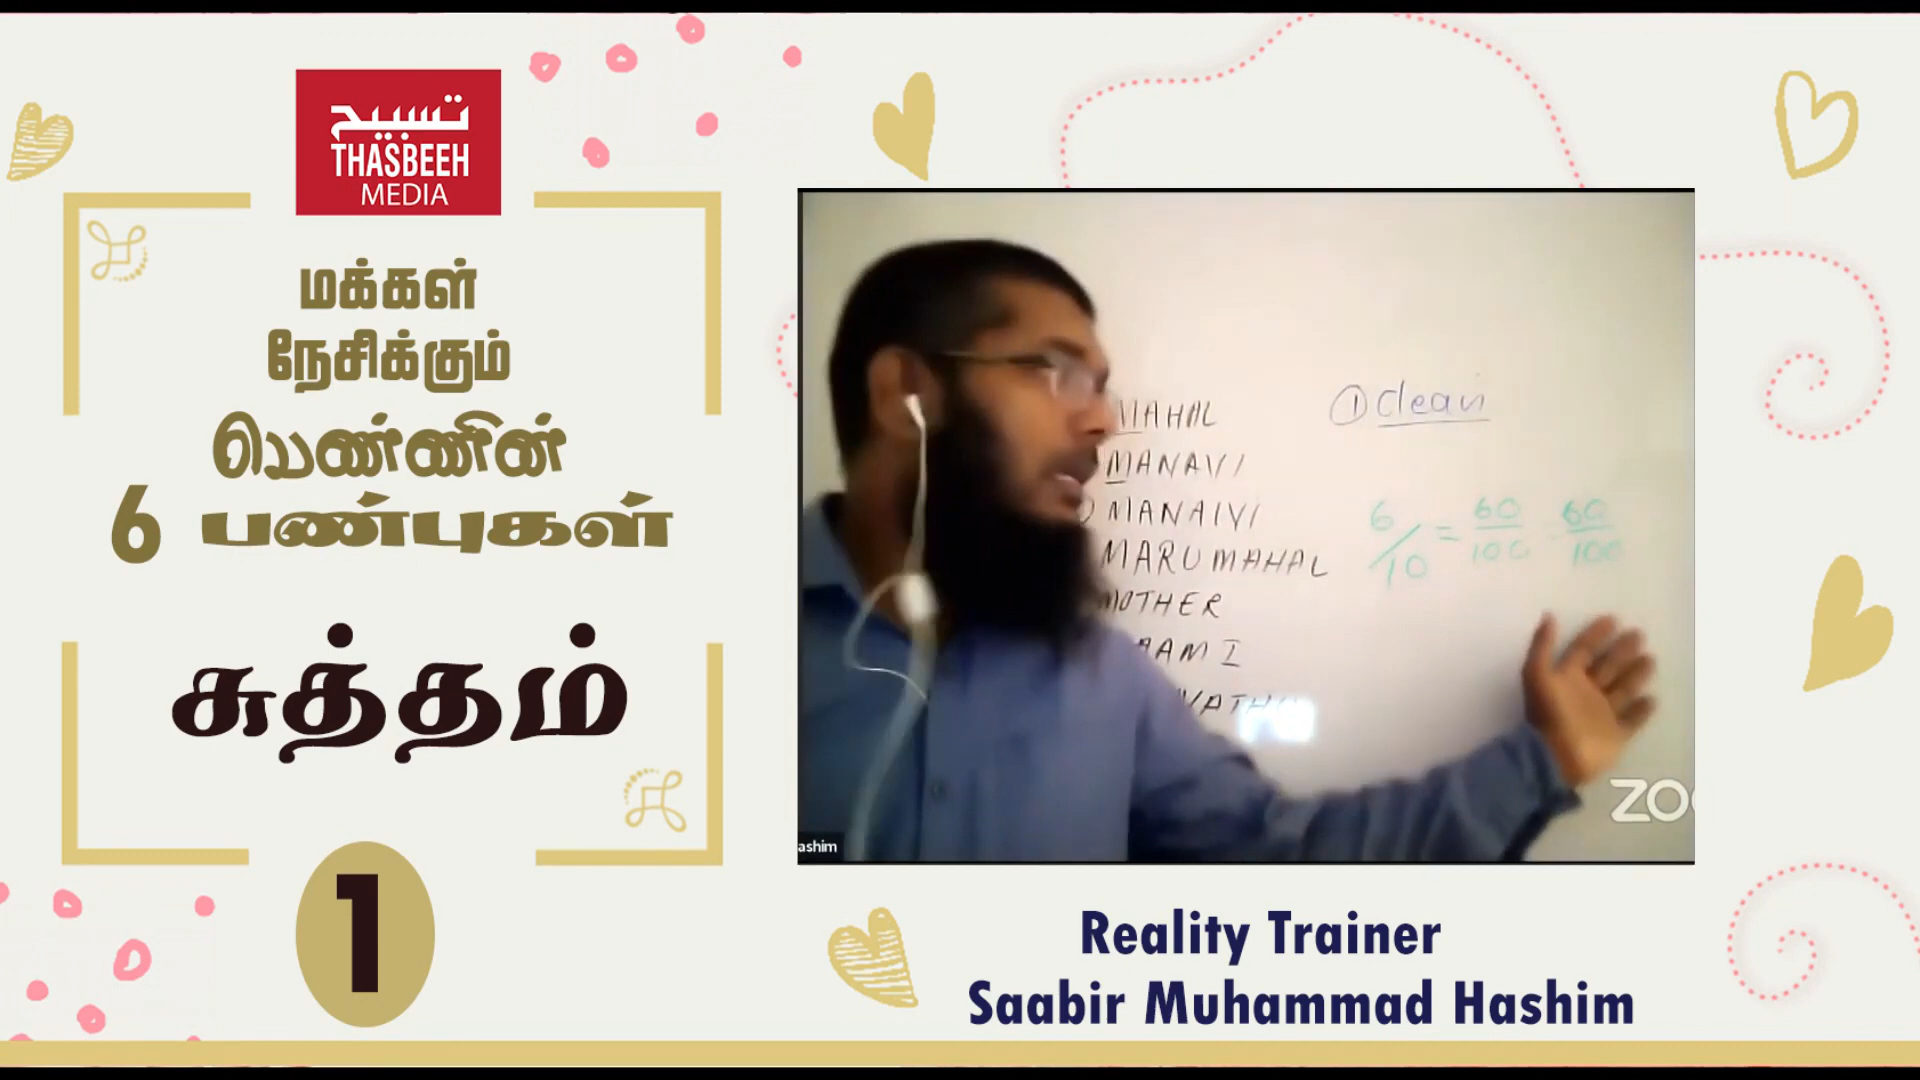 تسبيح
THASBEEH
MEDIA
மக்கள்
நேசிக்கும்
பெண்ணின்
6 பண்புகள்
சுத்தம்
1
MAHAL
MANAVI
MANAIVI
MARUMAHAL
MOTHER
① Clean
6/10 = 60/100 60/100
ashim
Reality Trainer
Saabir Muhammad Hashim